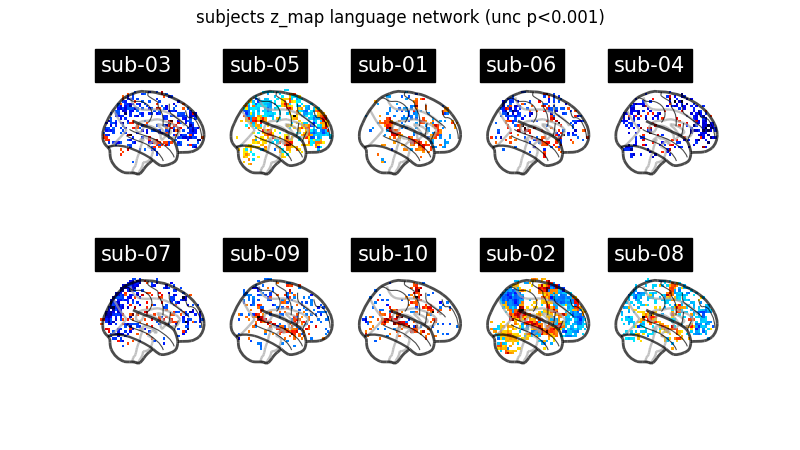 subjects z_map language network (unc p<0.001)
sub-03
sub-05
sub-01
sub-06
sub-04
sub-07
sub-09
sub-10
sub-02
sub-08